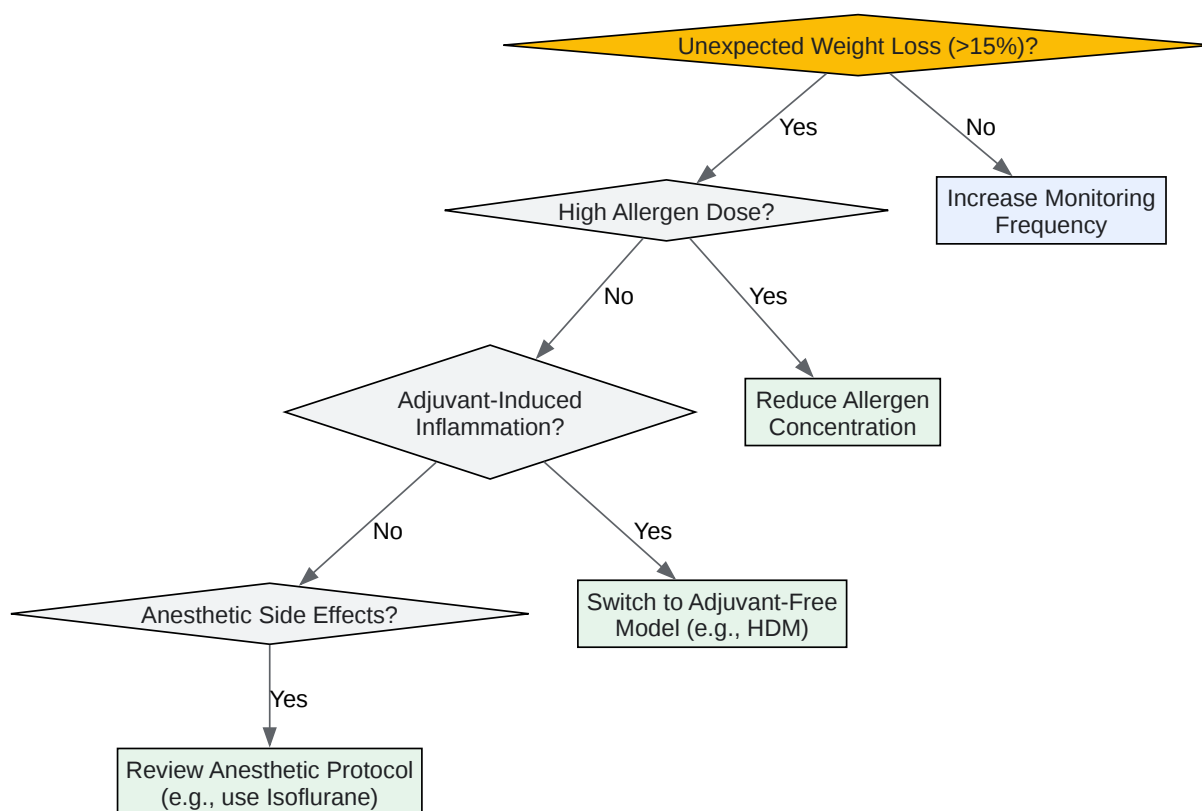 Unexpected Weight Loss (>15%)?
Yes
No
High Allergen Dose?
Increase Monitoring
Frequency
No
Yes
Adjuvant-Induced
Inflammation?
Reduce Allergen
Concentration
No
Yes
Anesthetic Side Effects?
Switch to Adjuvant-Free
Model (e.g., HDM)
Yes
Review Anesthetic Protocol
(e.g., use Isoflurane)